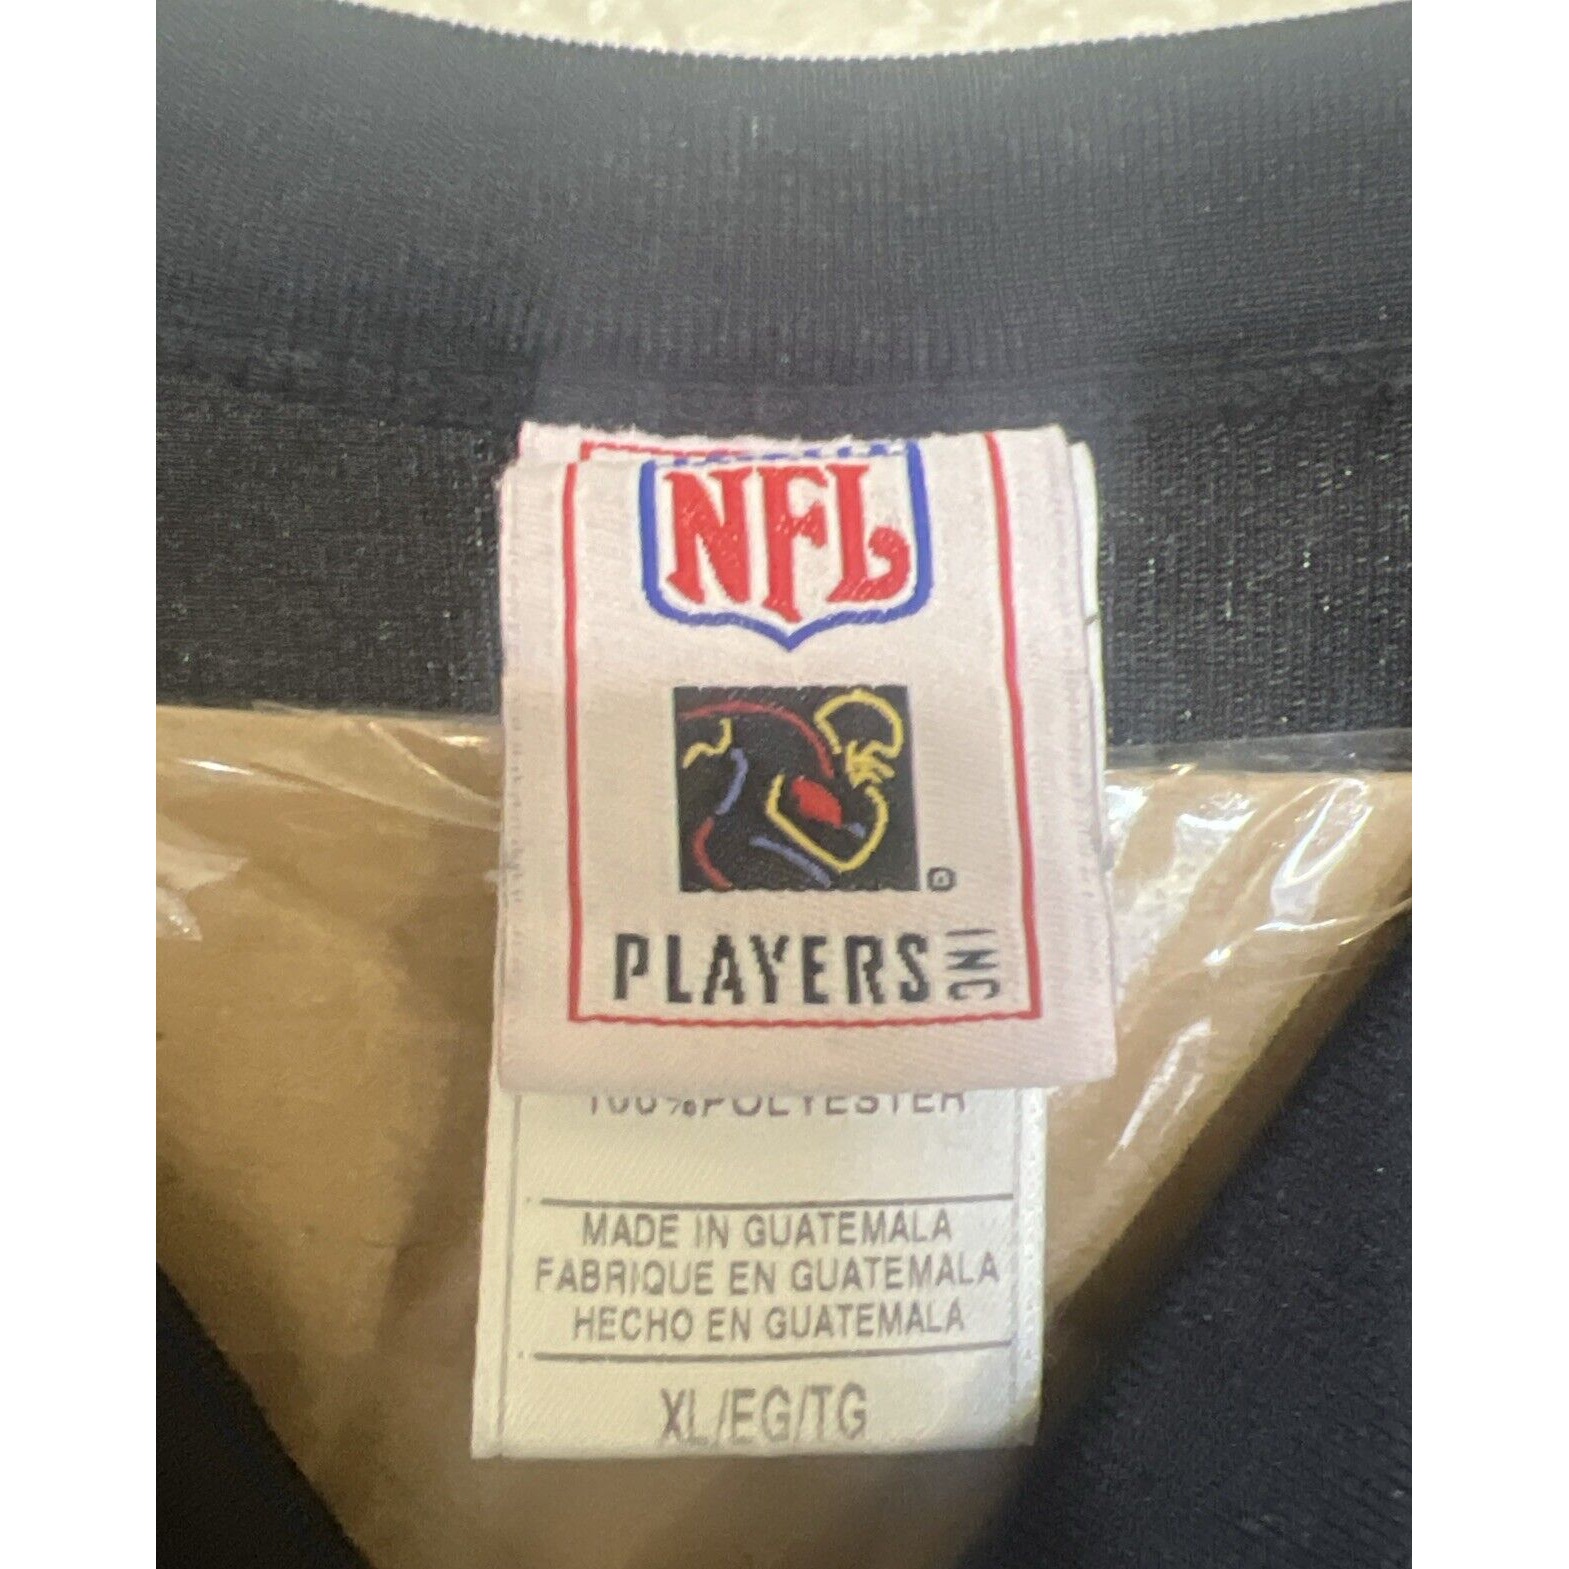 NFL
PLAYERS INC
100% POLYESTER
MADE IN GUATEMALA
FABRIQUE EN GUATEMALA
HECHO EN GUATEMALA
XL/EG/TG